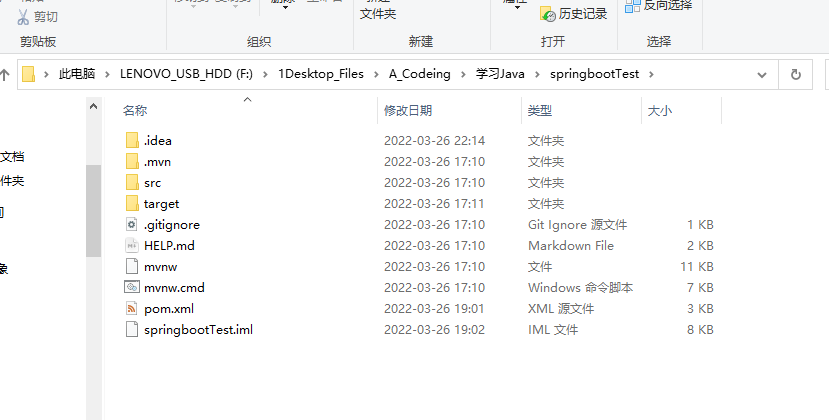 剪切
文件夹
历史记录
反向选择
剪贴板 组织 新建 打开 选择
此电脑 LENOVO_USB_HDD (F:) 1Desktop_Files A_Codeing 学习Java springbootTest
名称 修改日期 类型 大小
.idea 2022-03-26 22:14 文件夹
文档
.mvn 2022-03-26 17:10 文件夹
件夹
src 2022-03-26 17:10 文件夹
target 2022-03-26 17:11 文件夹
.gitignore 2022-03-26 17:10 Git Ignore 源文件 1 KB
HELP.md 2022-03-26 17:10 Markdown File 2 KB
mvnw 2022-03-26 17:10 文件 11 KB
mvnw.cmd 2022-03-26 17:10 Windows 命令脚本 7 KB
pom.xml 2022-03-26 19:01 XML 源文件 3 KB
springbootTest.iml 2022-03-26 19:02 IML 文件 8 KB